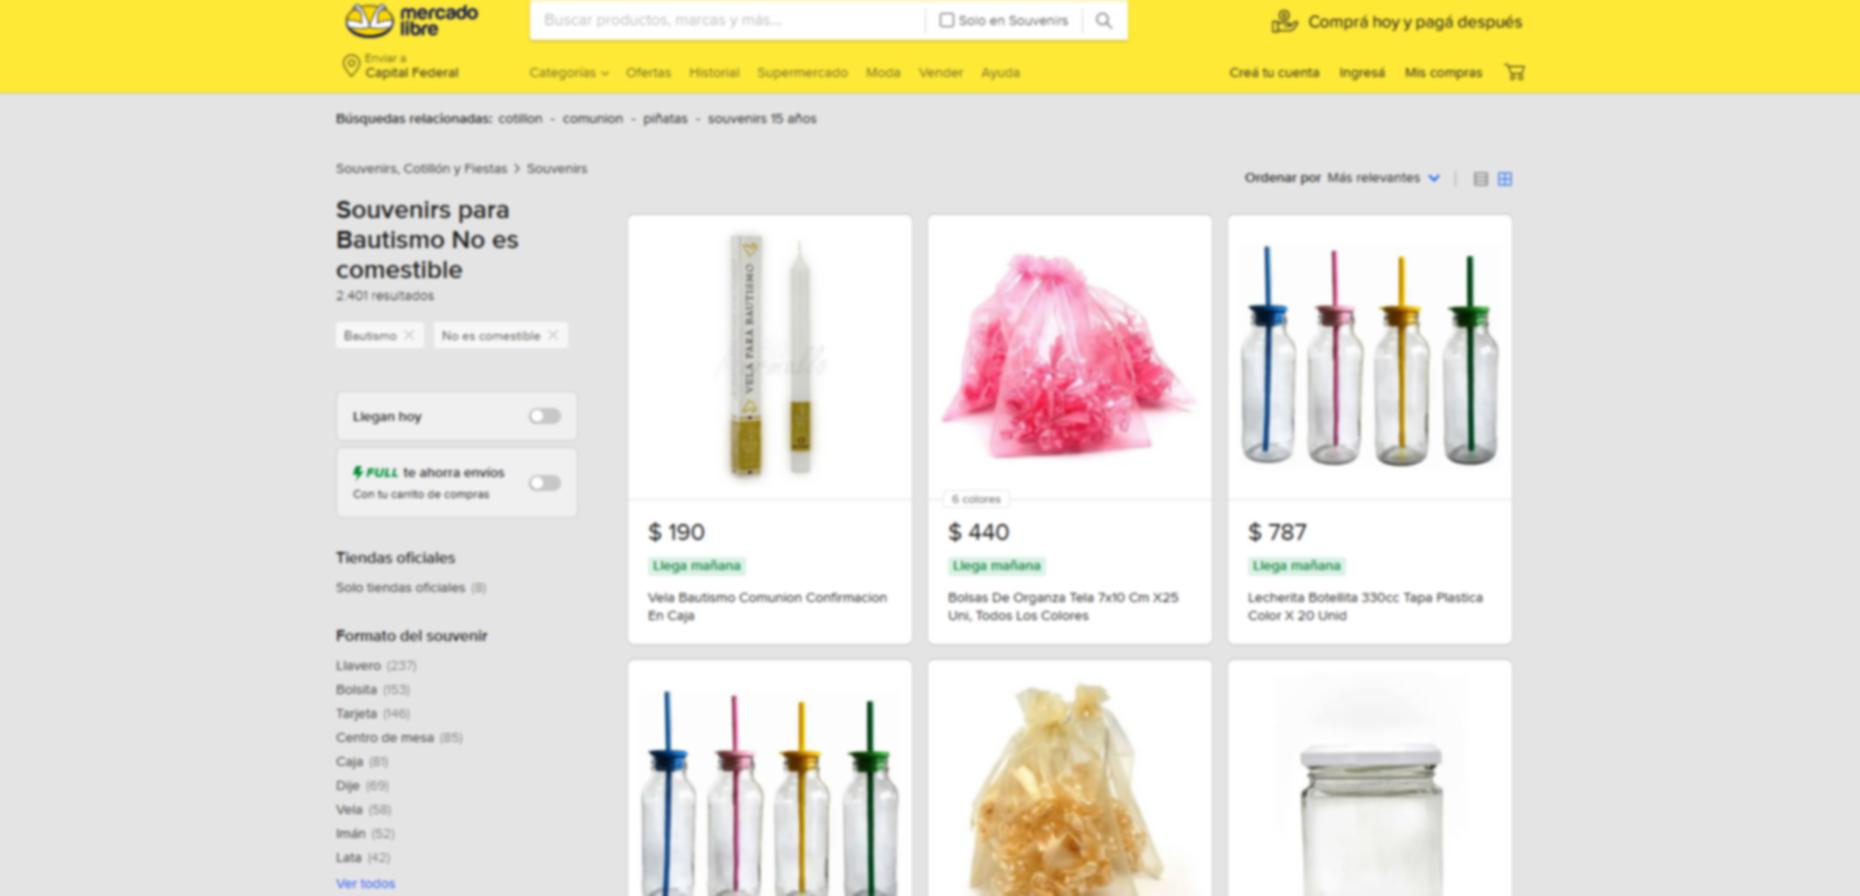 mercado
libre
Buscar productos, marcas y más...
Solo en Souvenirs
Comprá hoy y pagá después
Enviar a
Capital Federal
Categorías
Ofertas
Historial
Supermercado
Moda
Vender
Ayuda
Creá tu cuenta
Ingresá
Mis compras
Búsquedas relacionadas: cotillon - comunion - piñatas - souvenirs 15 años
Souvenirs, Cotillón y Fiestas > Souvenirs
Ordenar por Más relevantes
Souvenirs para
Bautismo No es
comestible
2.401 resultados
Bautismo
No es comestible
Llegan hoy
FULL te ahorra envíos
Con tu carrito de compras
Tiendas oficiales
Solo tiendas oficiales (8)
Formato del souvenir
Llavero (237)
Bolsita (153)
Tarjeta (146)
Centro de mesa (85)
Caja (81)
Dije (69)
Vela (58)
Imán (52)
Lata (42)
Ver todos
VELA PARA BAUTISMO
$ 190
Llega mañana
Vela Bautismo Comunion Confirmacion
En Caja
6 colores
$ 440
Llega mañana
Bolsas De Organza Tela 7x10 Cm X25
Uni, Todos Los Colores
$ 787
Llega mañana
Lecherita Botellita 330cc Tapa Plastica
Color X 20 Unid